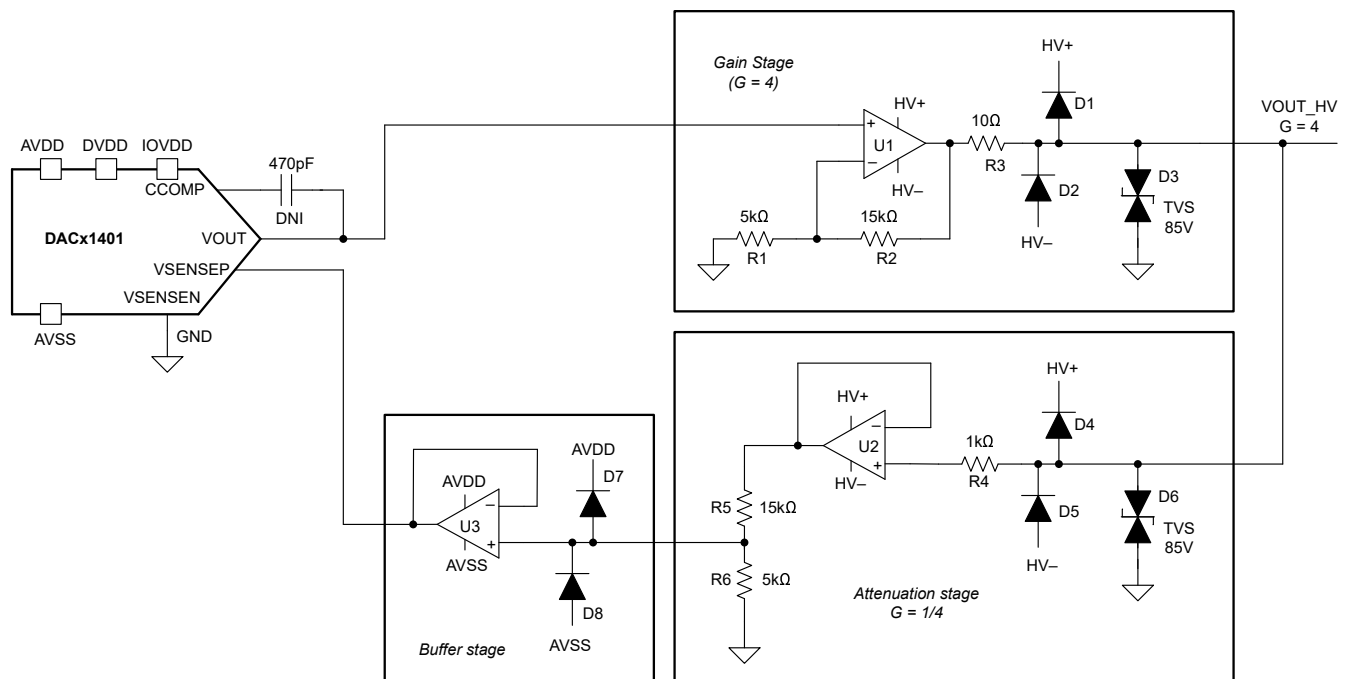 Gain Stage
(G = 4)
HV+
HV+
D1
10Ω
R3
+
U1
−
HV–
D2
HV–
D3
TVS
85V
5kΩ
R1
15kΩ
R2
VOUT_HV
G = 4
AVDD
DVDD
IOVDD
CCOMP
470pF
DNI
DACx1401
VOUT
VSENSEP
VSENSEN
AVSS
GND
HV+
HV+
D4
−
U2
+
HV–
1kΩ
R4
D5
HV–
D6
TVS
85V
R5
15kΩ
R6
5kΩ
Attenuation stage
G = 1/4
AVDD
AVDD
D7
−
U3
+
AVSS
D8
AVSS
Buffer stage